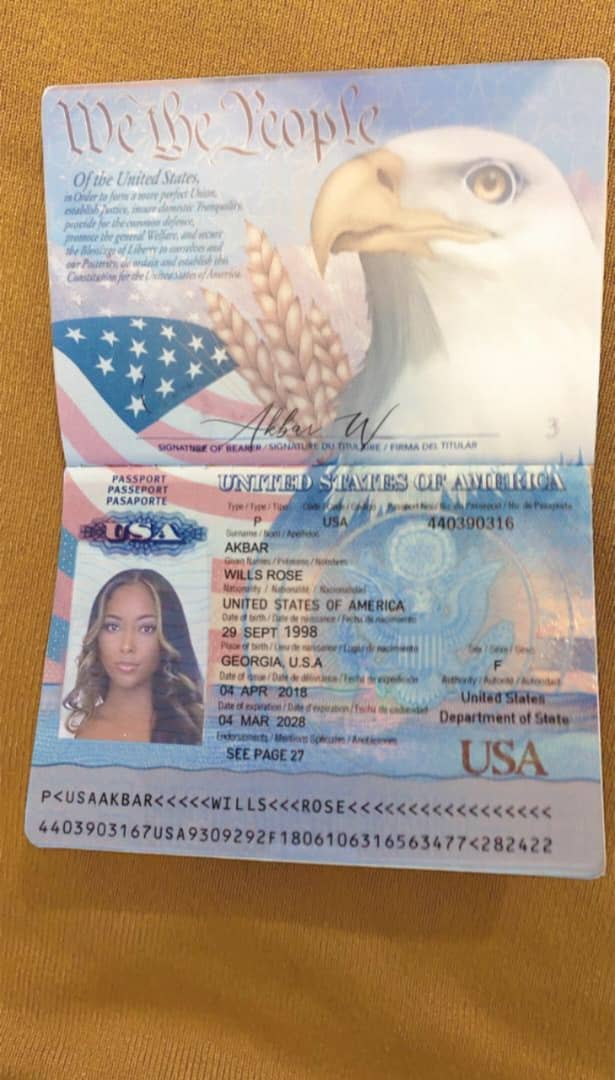 We the People
Of the United States,
in Order to form a more perfect Union,
establish Justice, insure domestic Tranquility,
provide for the common defence,
promote the general Welfare, and secure
the Blessings of Liberty to ourselves and
our Posterity, do ordain and establish this
Constitution for the United States of America.
Akbar W
3
SIGNATURE OF BEARER / SIGNATURE DU TITULAIRE / FIRMA DEL TITULAR
PASSPORT
PASSEPORT
PASAPORTE
USA
UNITED STATES OF AMERICA
Type / Type / Tipo Code / Code / Código Passport No. / No. de Pasaporte
P USA 440390316
Surname / Nom / Apellidos
AKBAR
Given Names / Prénoms / Nombres
WILLS ROSE
Nationality / Nationalité / Nacionalidad
UNITED STATES OF AMERICA
Date of birth / Date de naissance / Fecha de nacimiento
29 SEPT 1998
Place of birth / Lieu de naissance / Lugar de nacimiento Sex / Sexe / Sexo
GEORGIA, U.S.A F
Date of issue / Date de délivrance / Fecha de expedición Authority / Autorité / Autoridad
04 APR 2018 United States
Date of expiration / Date d'expiration / Fecha de caducidad Department of State
04 MAR 2028
Endorsements / Mentions Spéciales / Anotaciones
SEE PAGE 27
USA
P<USAAKBAR<<<<<WILLS<<<ROSE<<<<<<<<<<<<<<<<<<
4403903167USA9309292F1806106316563477<282422